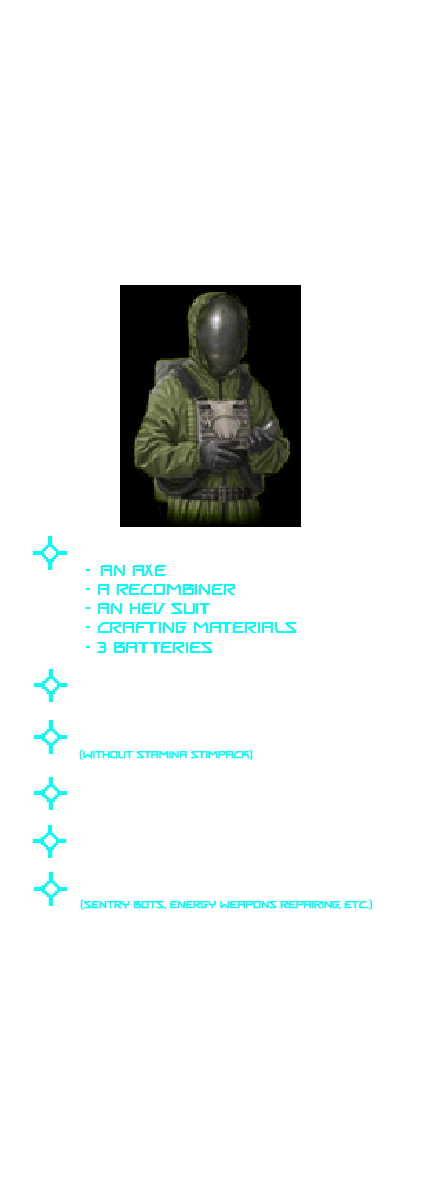 - AN AXE
- A RECOMBINER
- AN HEV SUIT
- CRAFTING MATERIALS
- 3 BATTERIES
(WITHOUT STAMINA STIMPACK)
(SENTRY BOTS, ENERGY WEAPONS REPAIRING, ETC.)